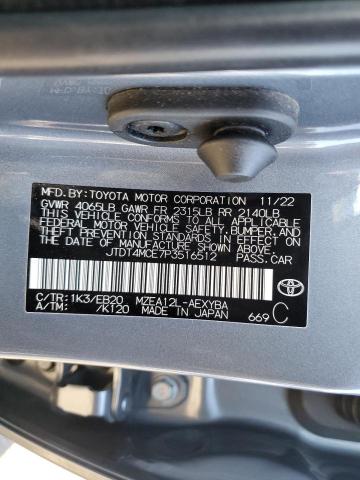 MFD.BY:TOYOTA MOTOR CORPORATION 11/22
GVWR 4065LB GAWR FR 2315LB RR 2140LB
THIS VEHICLE CONFORMS TO ALL APPLICABLE
FEDERAL MOTOR VEHICLE SAFETY, BUMPER, AND
THEFT PREVENTION STANDARDS IN EFFECT ON
THE DATE OF MANUFACTURE SHOWN ABOVE.
JTDT4MCE7P3516512 PASS.CAR
C/TR:1K3/EB20 MZEA12L-AEXYBA
A/TM: /K120 MADE IN JAPAN 669 C